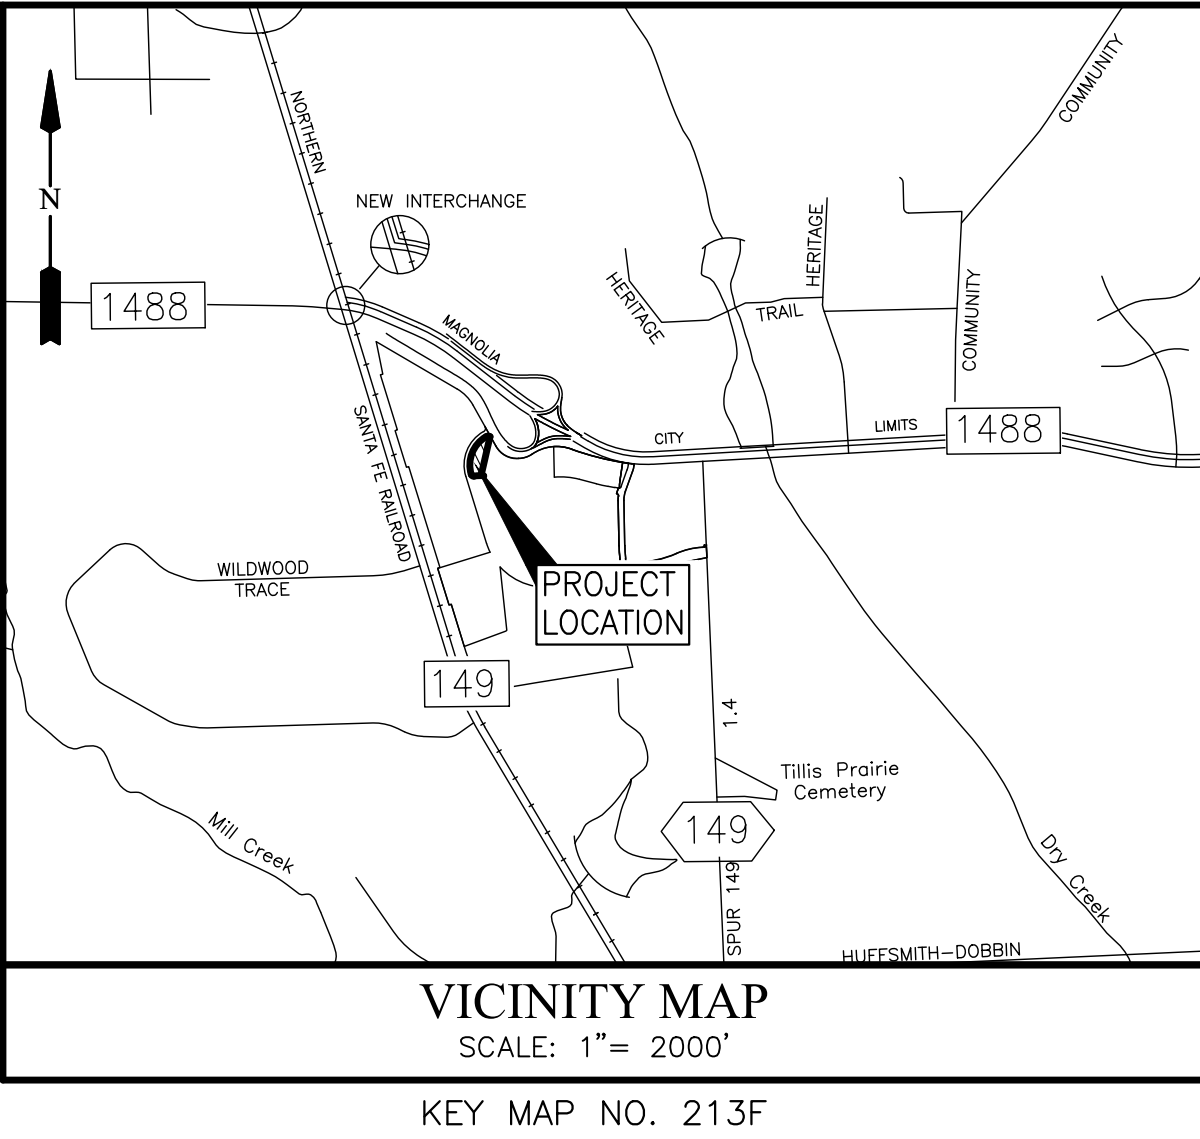 COMMUNITY
NORTHERN
N
NEW INTERCHANGE
HERITAGE
HERITAGE
1488
TRAIL
COMMUNITY
MAGNOLIA
CITY
LIMITS
1488
SANTA FE RAILROAD
WILDWOOD
TRACE
PROJECT
LOCATION
149
1.4
Tillis Prairie
Cemetery
149
Mill Creek
SPUR 149
Dry Creek
HUFFSMITH-DOBBIN
VICINITY MAP
SCALE: 1"= 2000'
KEY MAP NO. 213F